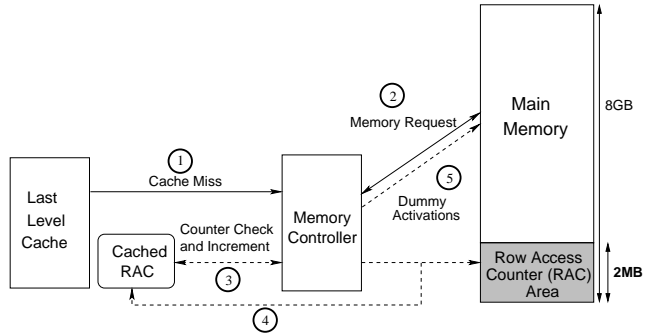 Last
Level
Cache
1
Cache Miss
Cached
RAC
Counter Check
and Increment
3
4
Memory
Controller
2
Memory Request
5
Dummy
Activations
Main
Memory
8GB
Row Access
Counter (RAC)
Area
2MB